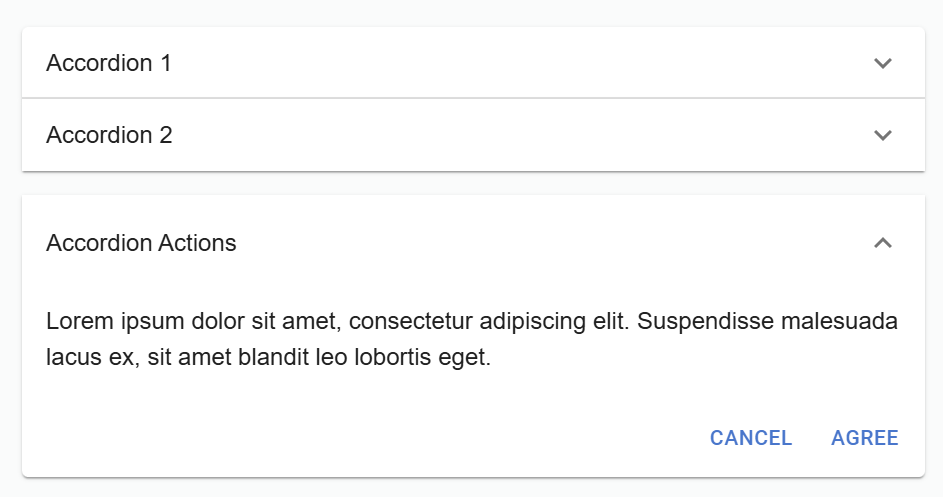 Accordion 1
Accordion 2
Accordion Actions
Lorem ipsum dolor sit amet, consectetur adipiscing elit. Suspendisse malesuada
lacus ex, sit amet blandit leo lobortis eget.
CANCEL AGREE